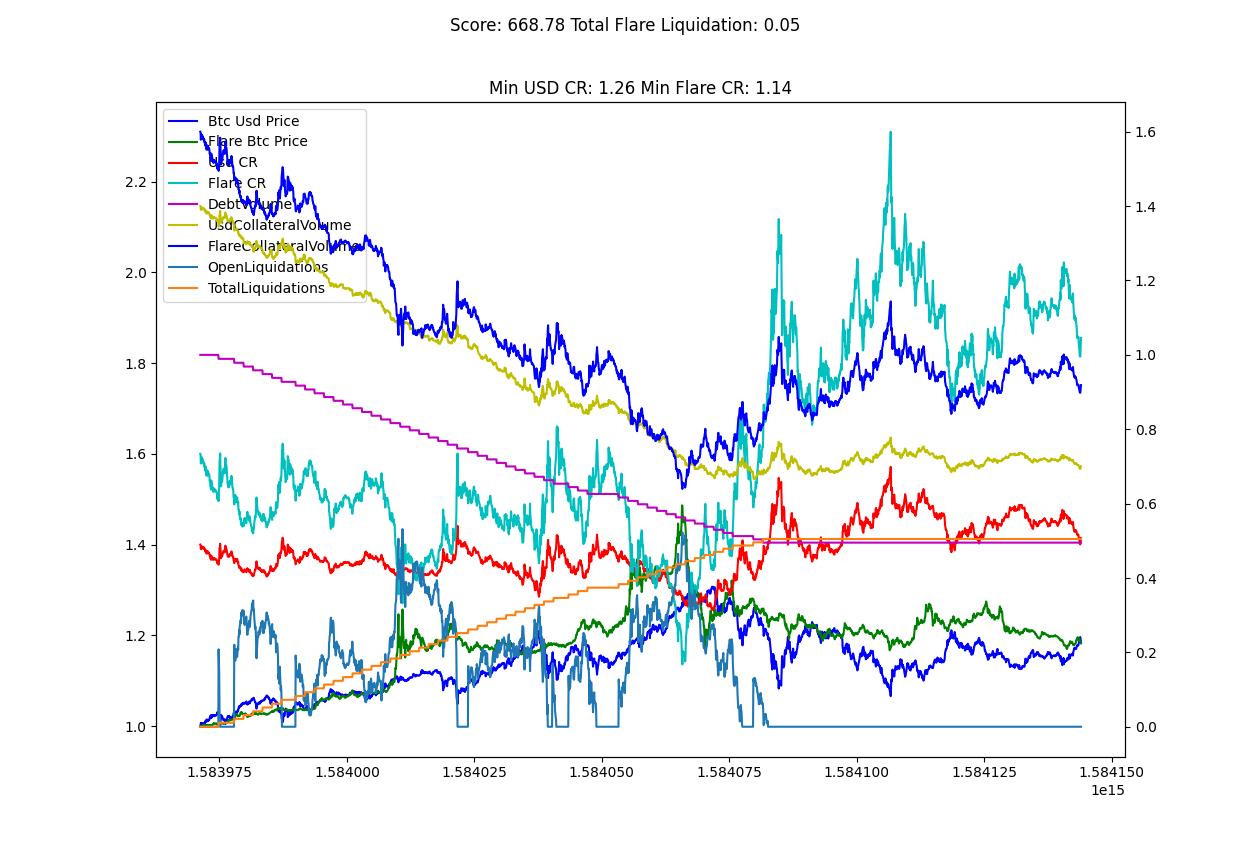 Score: 668.78 Total Flare Liquidation: 0.05
Min USD CR: 1.26 Min Flare CR: 1.14
Btc Usd Price
Flare Btc Price
Usd CR
Flare CR
DebtVolume
UsdCollateralVolume
FlareCollateralVolume
OpenLiquidations
TotalLiquidations
2.2
2.0
1.8
1.6
1.4
1.2
1.0
1.6
1.4
1.2
1.0
0.8
0.6
0.4
0.2
0.0
1.583975 1.584000 1.584025 1.584050 1.584075 1.584100 1.584125 1.584150
1e15